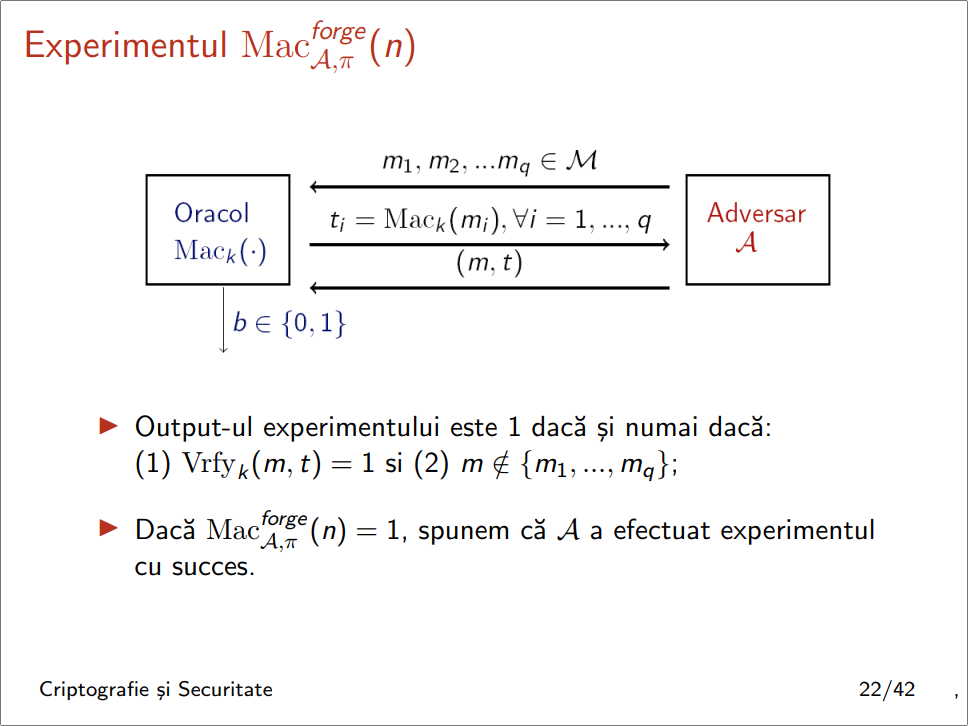 Experimentul Mac^{forge}_{𝒜,π}(n)
m₁, m₂, ...m_q ∈ ℳ
Oracol
Mac_k(·)
t_i = Mac_k(m_i), ∀i = 1, ..., q
(m, t)
Adversar
𝒜
b ∈ {0, 1}
▶ Output-ul experimentului este 1 dacă și numai dacă:
(1) Vrfy_k(m, t) = 1 si (2) m ∉ {m₁, ..., m_q};
▶ Dacă Mac^{forge}_{𝒜,π}(n) = 1, spunem că 𝒜 a efectuat experimentul
cu succes.
Criptografie și Securitate
22/42 ,